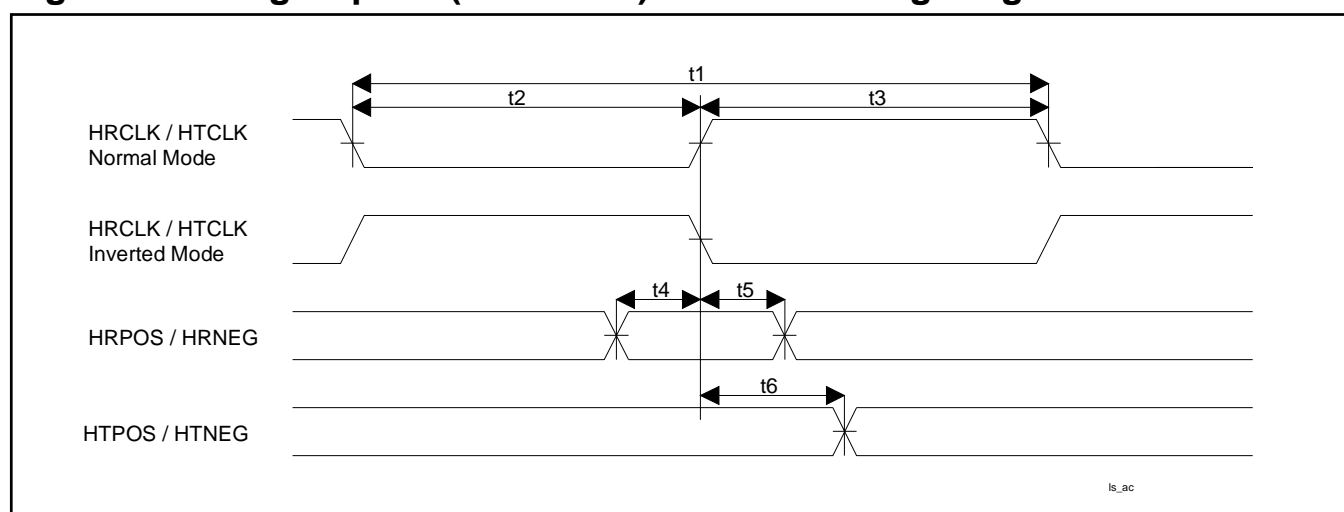 t1
t2 t3
HRCLK / HTCLK
Normal Mode
HRCLK / HTCLK
Inverted Mode
t4 t5
HRPOS / HRNEG
t6
HTPOS / HTNEG
ls_ac